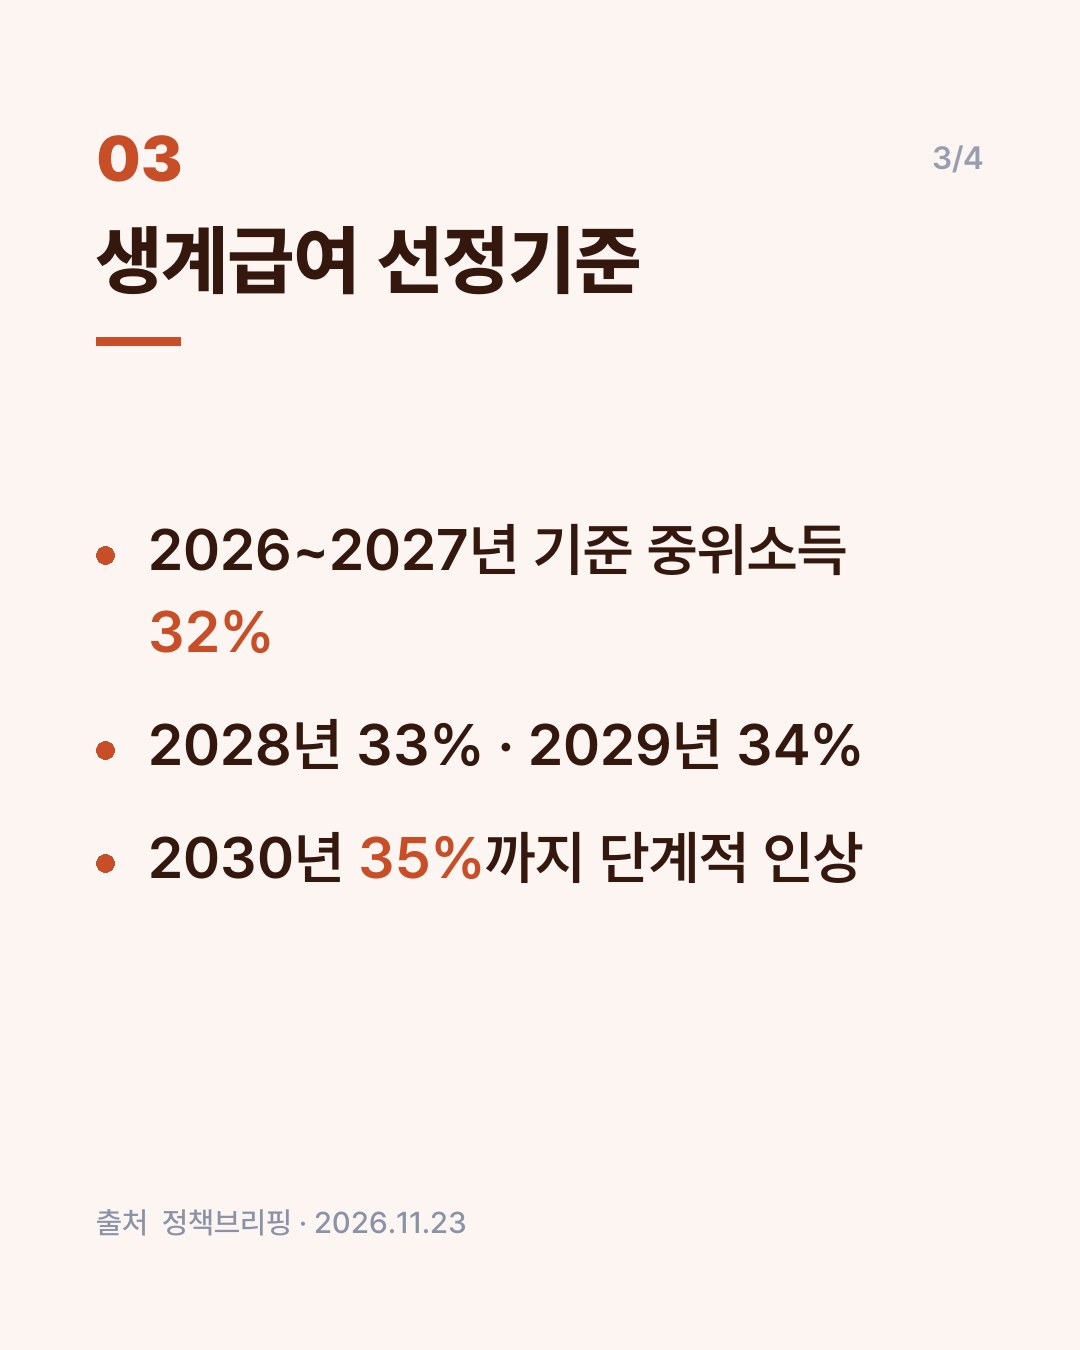 03
3/4
생계급여 선정기준
2026~2027년 기준 중위소득
32%
2028년 33% · 2029년 34%
2030년 35%까지 단계적 인상
출처 정책브리핑 · 2026.11.23